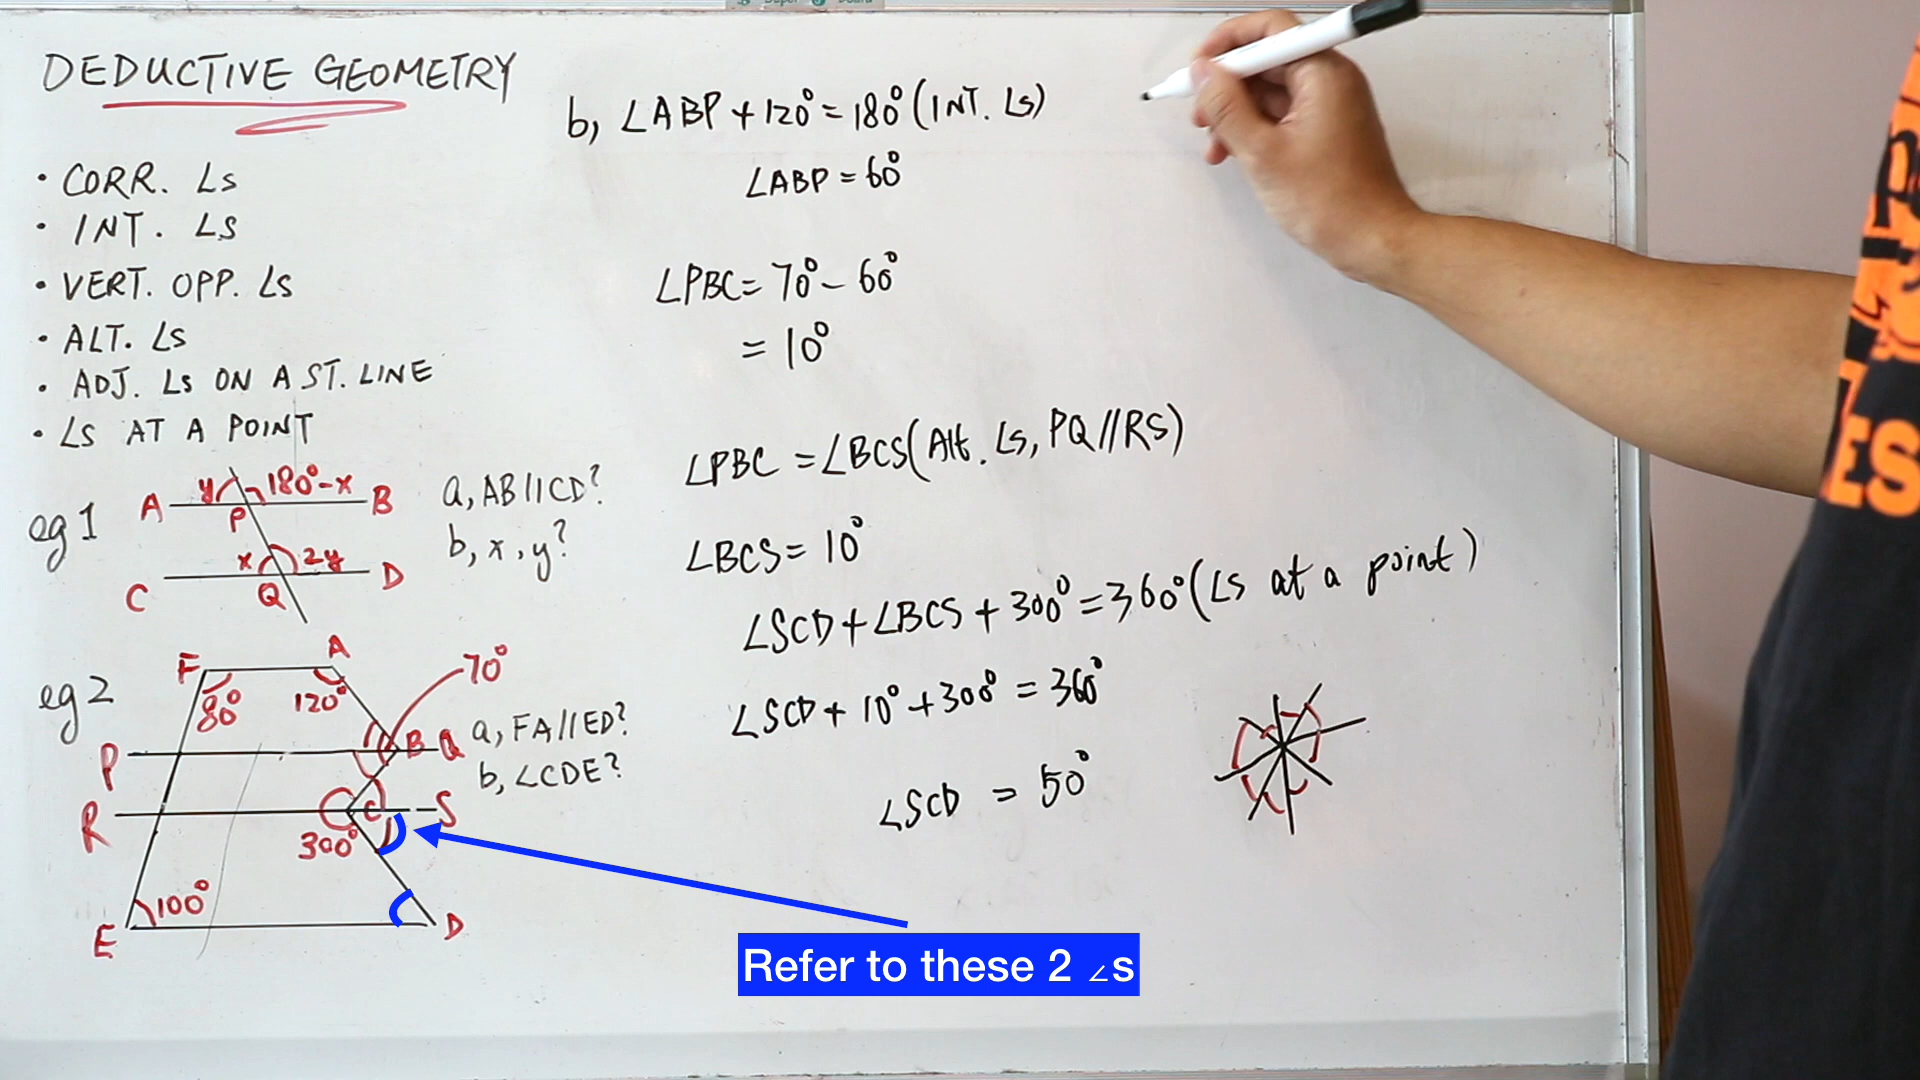 DEDUCTIVE GEOMETRY
• CORR. ∠s
• INT. ∠s
• VERT. OPP. ∠s
• ALT. ∠s
• ADJ. ∠s ON A ST. LINE
• ∠s AT A POINT
eg 1
y 180°-x
A B
P
x 2y
C D
Q
a, AB//CD?
b, x, y?
eg 2
F A
80° 120° 70°
P B Q
R C S
300°
100°
E D
a, FA//ED?
b, ∠CDE?
b, ∠ABP + 120° = 180° (INT. ∠s)
∠ABP = 60°
∠PBC = 70° - 60°
= 10°
∠PBC = ∠BCS (Alt. ∠s, PQ//RS)
∠BCS = 10°
∠SCD + ∠BCS + 300° = 360° (∠s at a point)
∠SCD + 10° + 300° = 360°
∠SCD = 50°
Refer to these 2 ∠s